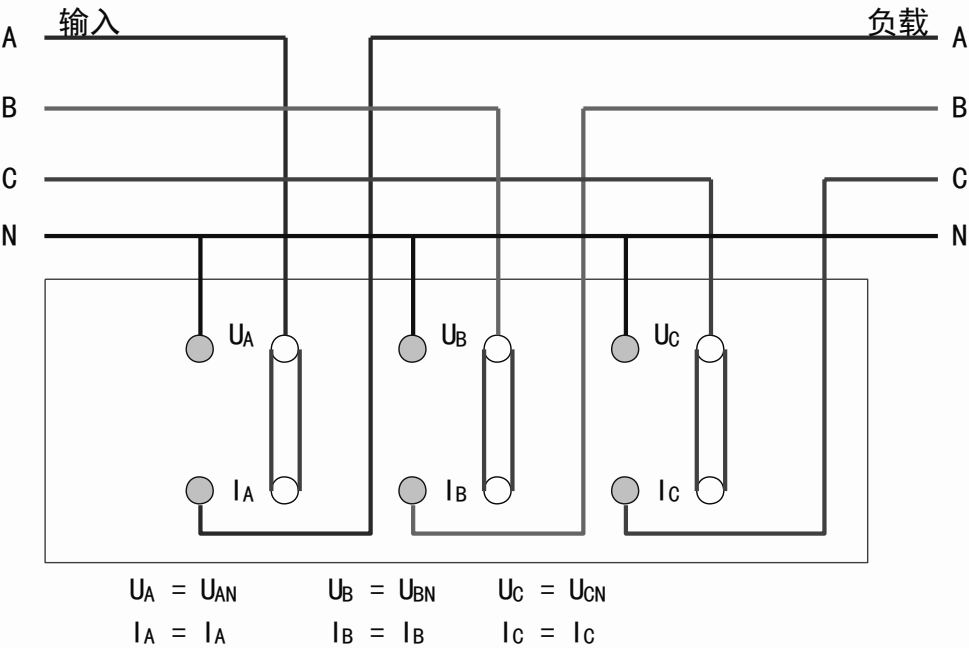 输入 负载
A A
B B
C C
N N
UA UB UC
IA IB IC
UA = UAN UB = UBN UC = UCN
IA = IA IB = IB IC = IC